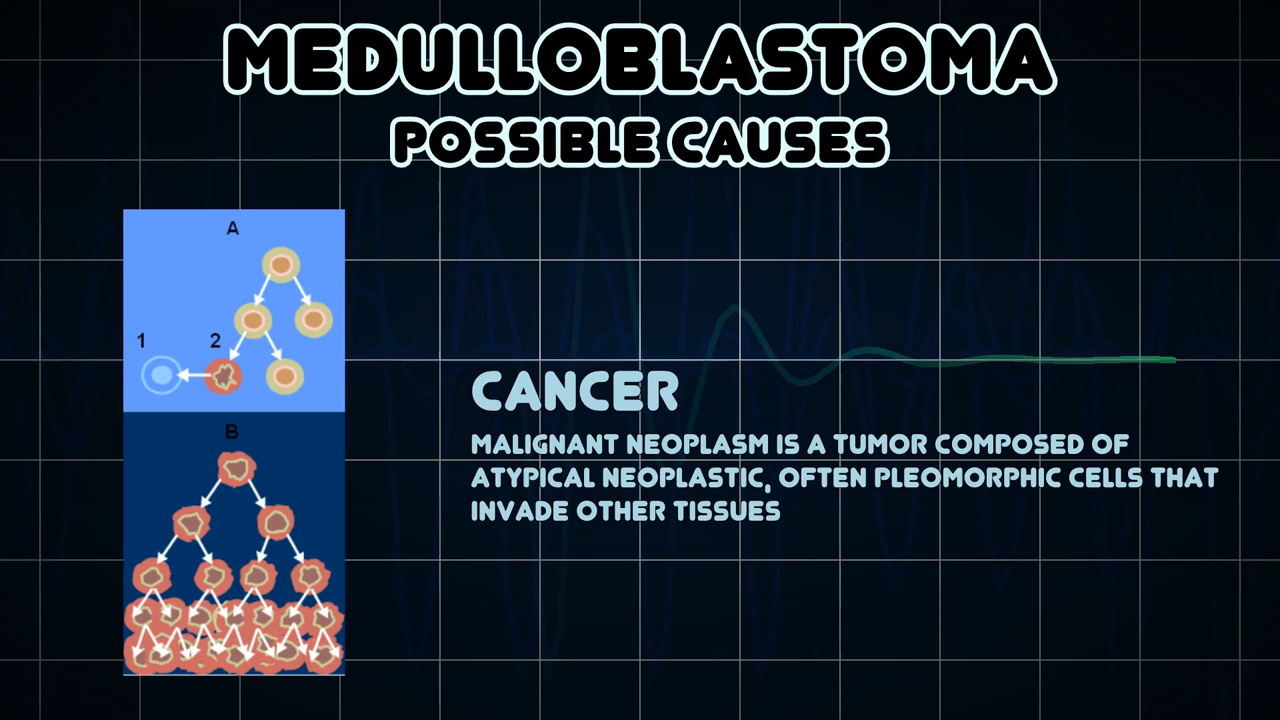 MEDULLOBLASTOMA
POSSIBLE CAUSES
A
1 2
B
CANCER
MALIGNANT NEOPLASM IS A TUMOR COMPOSED OF
ATYPICAL NEOPLASTIC, OFTEN PLEOMORPHIC CELLS THAT
INVADE OTHER TISSUES